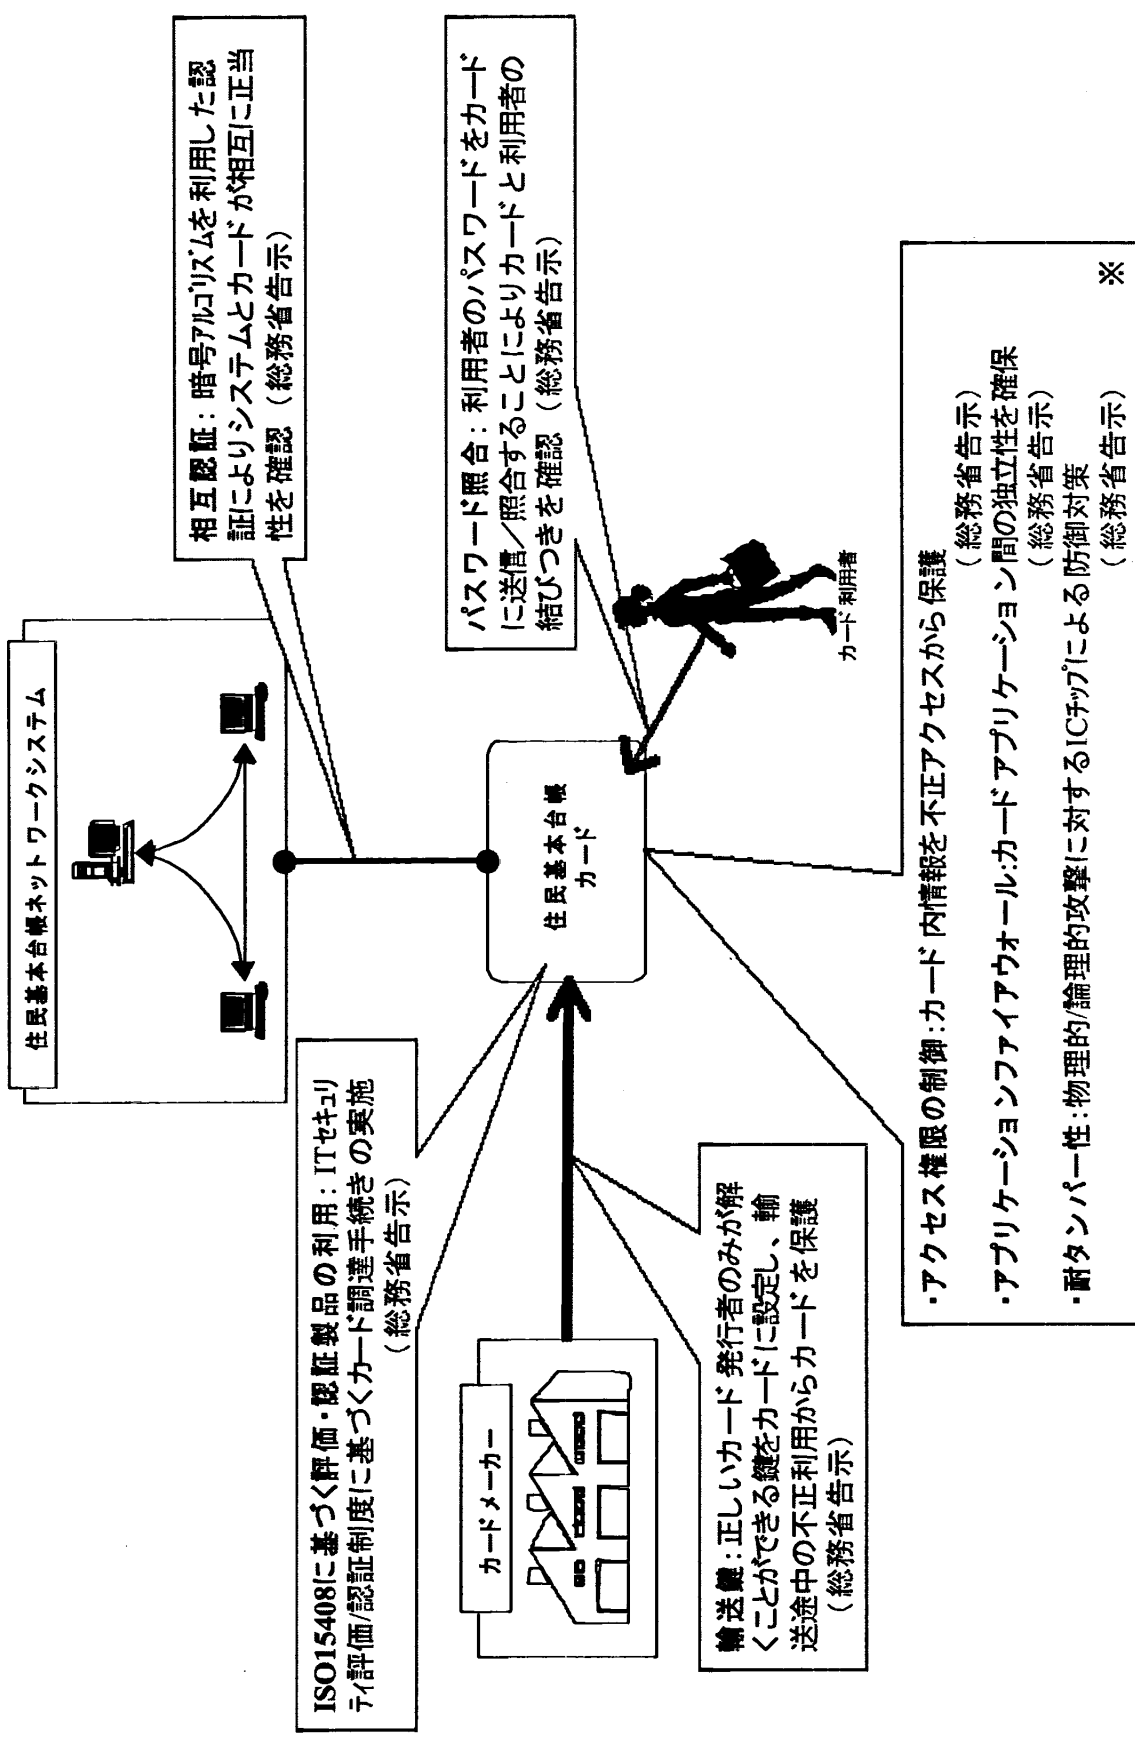 住民基本台帳ネットワークシステム
相互認証：暗号アルゴリズムを利用した認
証によりシステムとカードが相互に正当
性を確認（総務省告示）
ISO15408に基づく評価・認証製品の利用：ITセキュリ
ティ評価/認証制度に基づくカード調達手続きの実施
（総務省告示）
パスワード照合：利用者のパスワードをカード
に送信／照合することによりカードと利用者の
結びつきを確認（総務省告示）
カードメーカー
住民基本台帳
カード
カード利用者
輸送鍵：正しいカード発行者のみが解
くことができる鍵をカードに設定し、輸
送途中の不正利用からカードを保護
（総務省告示）
・アクセス権限の制御：カード内情報を不正アクセスから保護
（総務省告示）
・アプリケーションファイアウォール：カードアプリケーション間の独立性を確保
（総務省告示）
・耐タンパー性：物理的/論理的攻撃に対するICチップによる防御対策
（総務省告示）
※